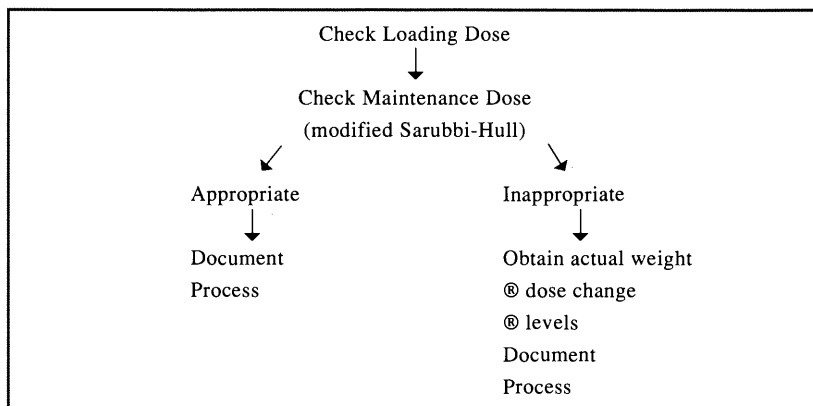 Check Loading Dose
Check Maintenance Dose
(modified Sarubbi-Hull)
Appropriate
Inappropriate
Document
Process
Obtain actual weight
® dose change
® levels
Document
Process